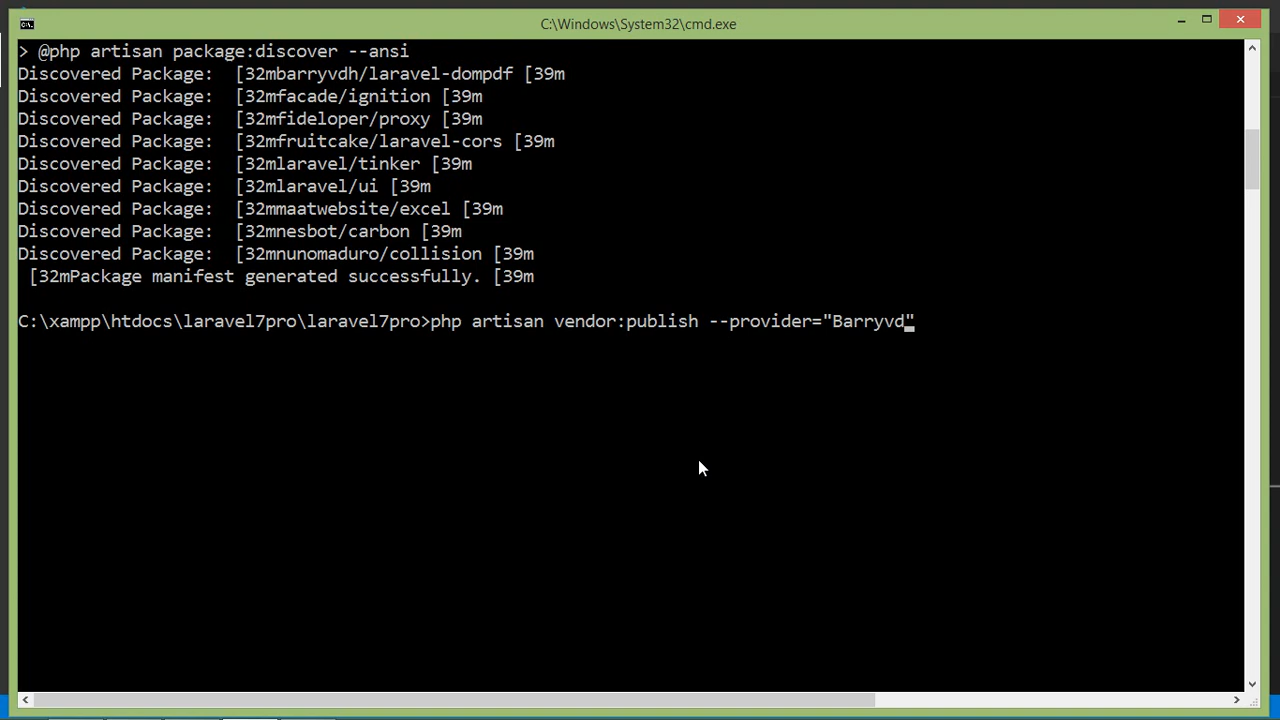 C:\Windows\System32\cmd.exe
> @php artisan package:discover --ansi
Discovered Package:  [32mbarryvdh/laravel-dompdf [39m
Discovered Package:  [32mfacade/ignition [39m
Discovered Package:  [32mfideloper/proxy [39m
Discovered Package:  [32mfruitcake/laravel-cors [39m
Discovered Package:  [32mlaravel/tinker [39m
Discovered Package:  [32mlaravel/ui [39m
Discovered Package:  [32mmaatwebsite/excel [39m
Discovered Package:  [32mnesbot/carbon [39m
Discovered Package:  [32mnunomaduro/collision [39m
[32mPackage manifest generated successfully. [39m
C:\xampp\htdocs\laravel7pro\laravel7pro>php artisan vendor:publish --provider="Barryvd"